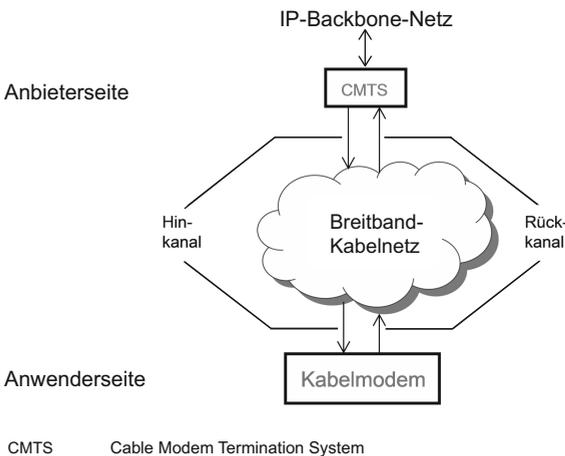 IP-Backbone-Netz
Anbieterseite
CMTS
Hin-
kanal
Breitband-
Kabelnetz
Rück-
kanal
Anwenderseite
Kabelmodem
CMTS Cable Modem Termination System